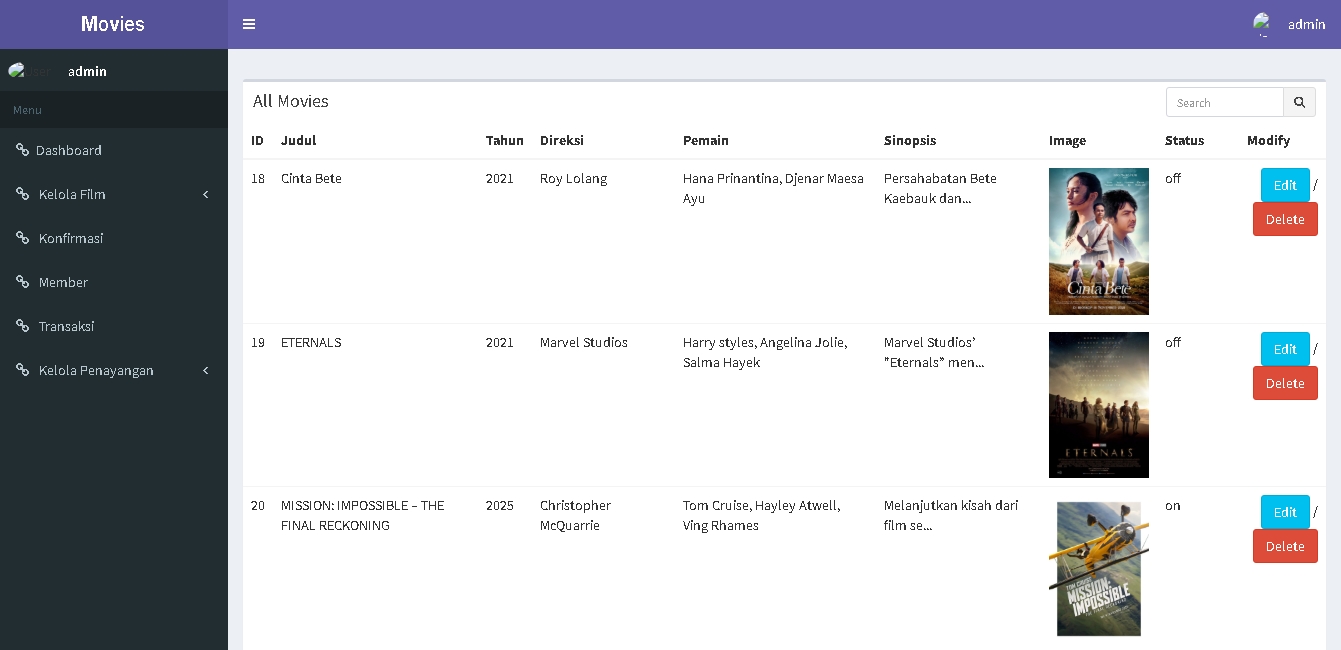 Movies
admin
User
admin
Menu
Dashboard
Kelola Film
Konfirmasi
Member
Transaksi
Kelola Penayangan
All Movies
Search
ID Judul Tahun Direksi Pemain Sinopsis Image Status Modify
18 Cinta Bete 2021 Roy Lolang Hana Prinantina, Djenar Maesa Persahabatan Bete off Edit /
Ayu Kaebauk dan... Delete
Cinta Bete
19 ETERNALS 2021 Marvel Studios Harry styles, Angelina Jolie, Marvel Studios’ off Edit /
Salma Hayek ”Eternals” men... Delete
ETERNALS
20 MISSION: IMPOSSIBLE – THE 2025 Christopher Tom Cruise, Hayley Atwell, Melanjutkan kisah dari on Edit /
FINAL RECKONING McQuarrie Ving Rhames film se... Delete
TOM CRUISE
MISSION:
IMPOSSIBLE